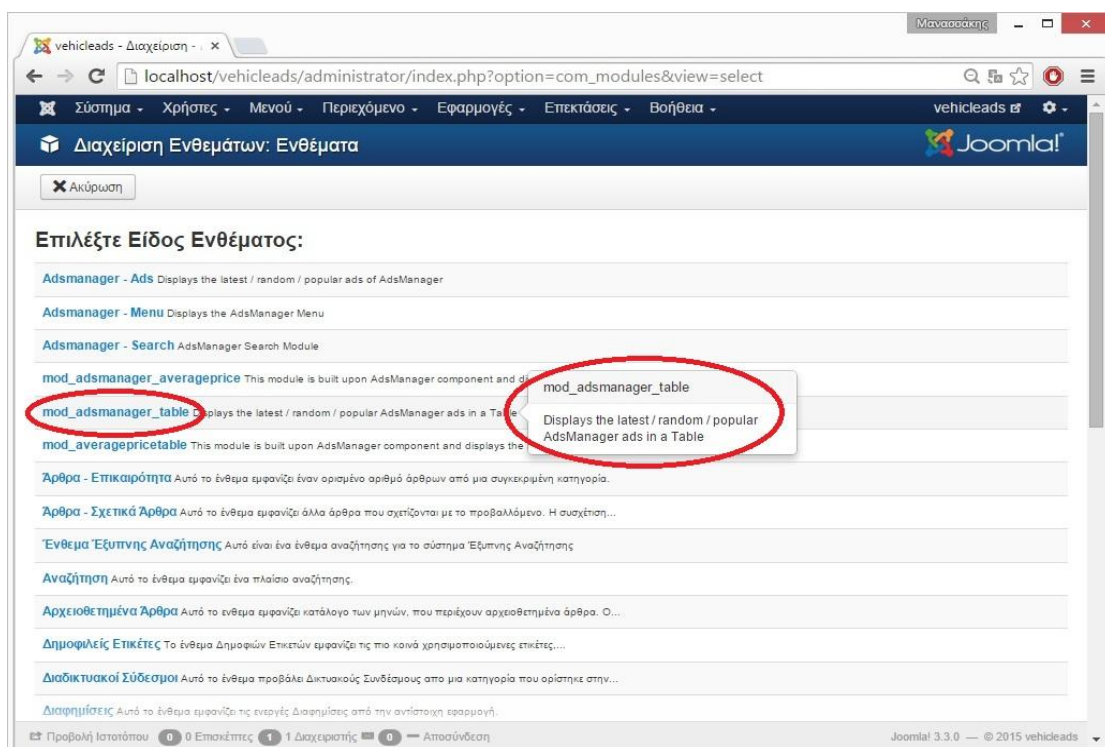 Μανασσάκης
vehicleads - Διαχείριση -
localhost/vehicleads/administrator/index.php?option=com_modules&view=select
Σύστημα Χρήστες Μενού Περιεχόμενο Εφαρμογές Επεκτάσεις Βοήθεια vehicleads
Διαχείριση Ενθεμάτων: Ενθέματα Joomla!
Ακύρωση
Επιλέξτε Είδος Ενθέματος:
Adsmanager - Ads Displays the latest / random / popular ads of AdsManager
Adsmanager - Menu Displays the AdsManager Menu
Adsmanager - Search AdsManager Search Module
mod_adsmanager_averageprice This module is built upon AdsManager component and di
mod_adsmanager_table Displays the latest / random / popular AdsManager ads in a Table
mod_adsmanager_table
Displays the latest / random / popular
AdsManager ads in a Table
mod_averagepricetable This module is built upon AdsManager component and displays the
Άρθρα - Επικαιρότητα Αυτό το ένθεμα εμφανίζει έναν ορισμένο αριθμό άρθρων από μια συγκεκριμένη κατηγορία.
Άρθρα - Σχετικά Άρθρα Αυτό το ένθεμα εμφανίζει άλλα άρθρα που σχετίζονται με το προβαλλόμενο. Η συσχέτιση...
Ένθεμα Έξυπνης Αναζήτησης Αυτό είναι ένα ένθεμα αναζήτησης για το σύστημα Έξυπνης Αναζήτησης
Αναζήτηση Αυτό το ένθεμα εμφανίζει ένα πλαίσιο αναζήτησης.
Αρχειοθετημένα Άρθρα Αυτό το ενθεμα εμφανίζει κατάλογο των μηνών, που περιέχουν αρχειοθετημένα άρθρα. Ο...
Δημοφιλείς Ετικέτες Το ένθεμα Δημοφιών Ετικετών εμφανίζει τις πιο κοινά χρησιμοποιούμενες ετικέτες,...
Διαδικτυακοί Σύδεσμοι Αυτό το ένθεμα προβάλει Δικτυακούς Συνδέσμους απο μια κατηγορία που ορίστηκε στην...
Διαφημίσεις Αυτό το ένθεμα εμφανίζει τις ενεργές Διαφημίσεις από την αντίστοιχη εφαρμογή.
Προβολή Ιστοτόπου 0 0 Επισκέπτες 1 1 Διαχειριστής 0 Αποσύνδεση Joomla! 3.3.0 — © 2015 vehicleads